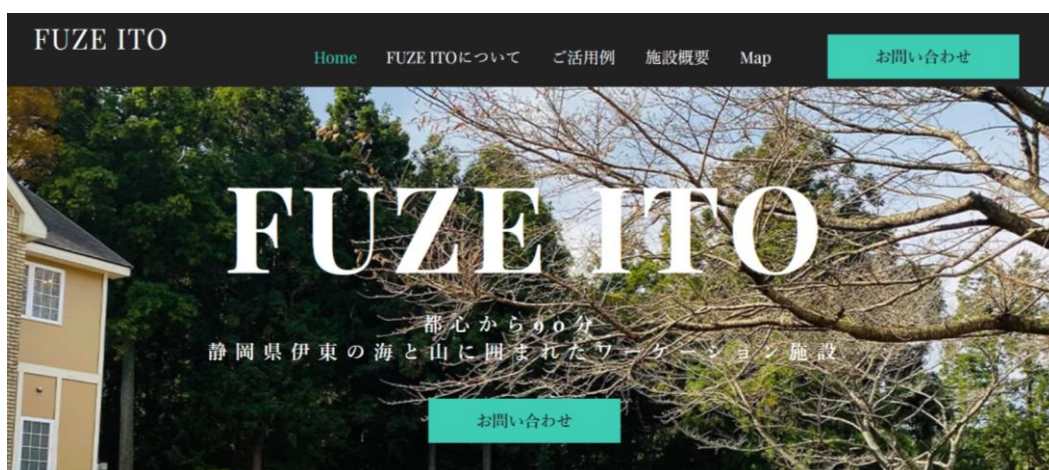 FUZE ITO
Home FUZE ITOについて ご活用例 施設概要 Map お問い合わせ
FUZE ITO
都心から90分
静岡県伊東の海と山に囲まれたワーケーション施設
お問い合わせ